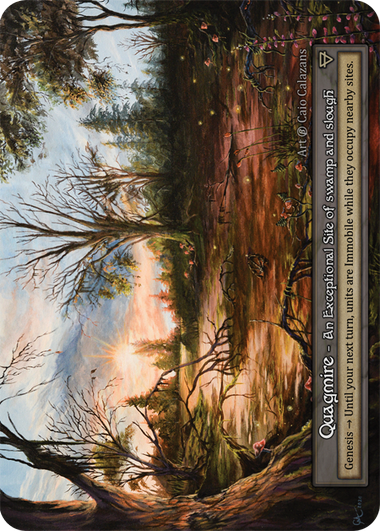 Art @ Caio Calazans
Quagmire – An Exceptional Site of swamp and slough
Genesis → Until your next turn, units are Immobile while they occupy nearby sites.